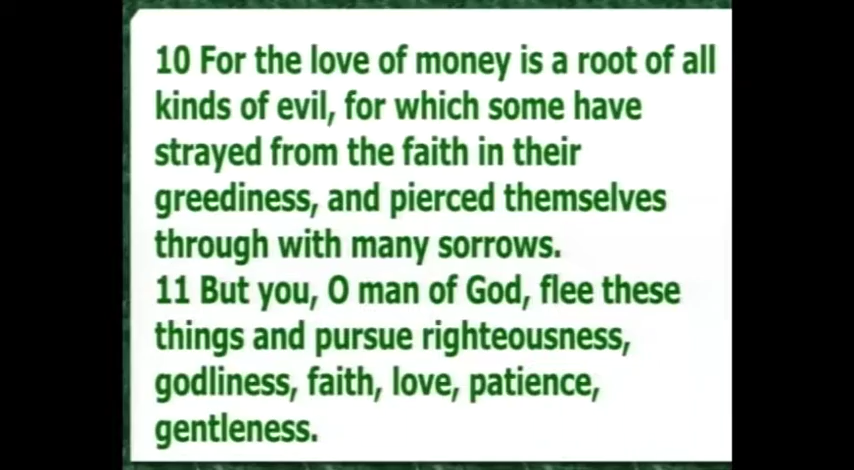 10 For the love of money is a root of all
kinds of evil, for which some have
strayed from the faith in their
greediness, and pierced themselves
through with many sorrows.
11 But you, O man of God, flee these
things and pursue righteousness,
godliness, faith, love, patience,
gentleness.